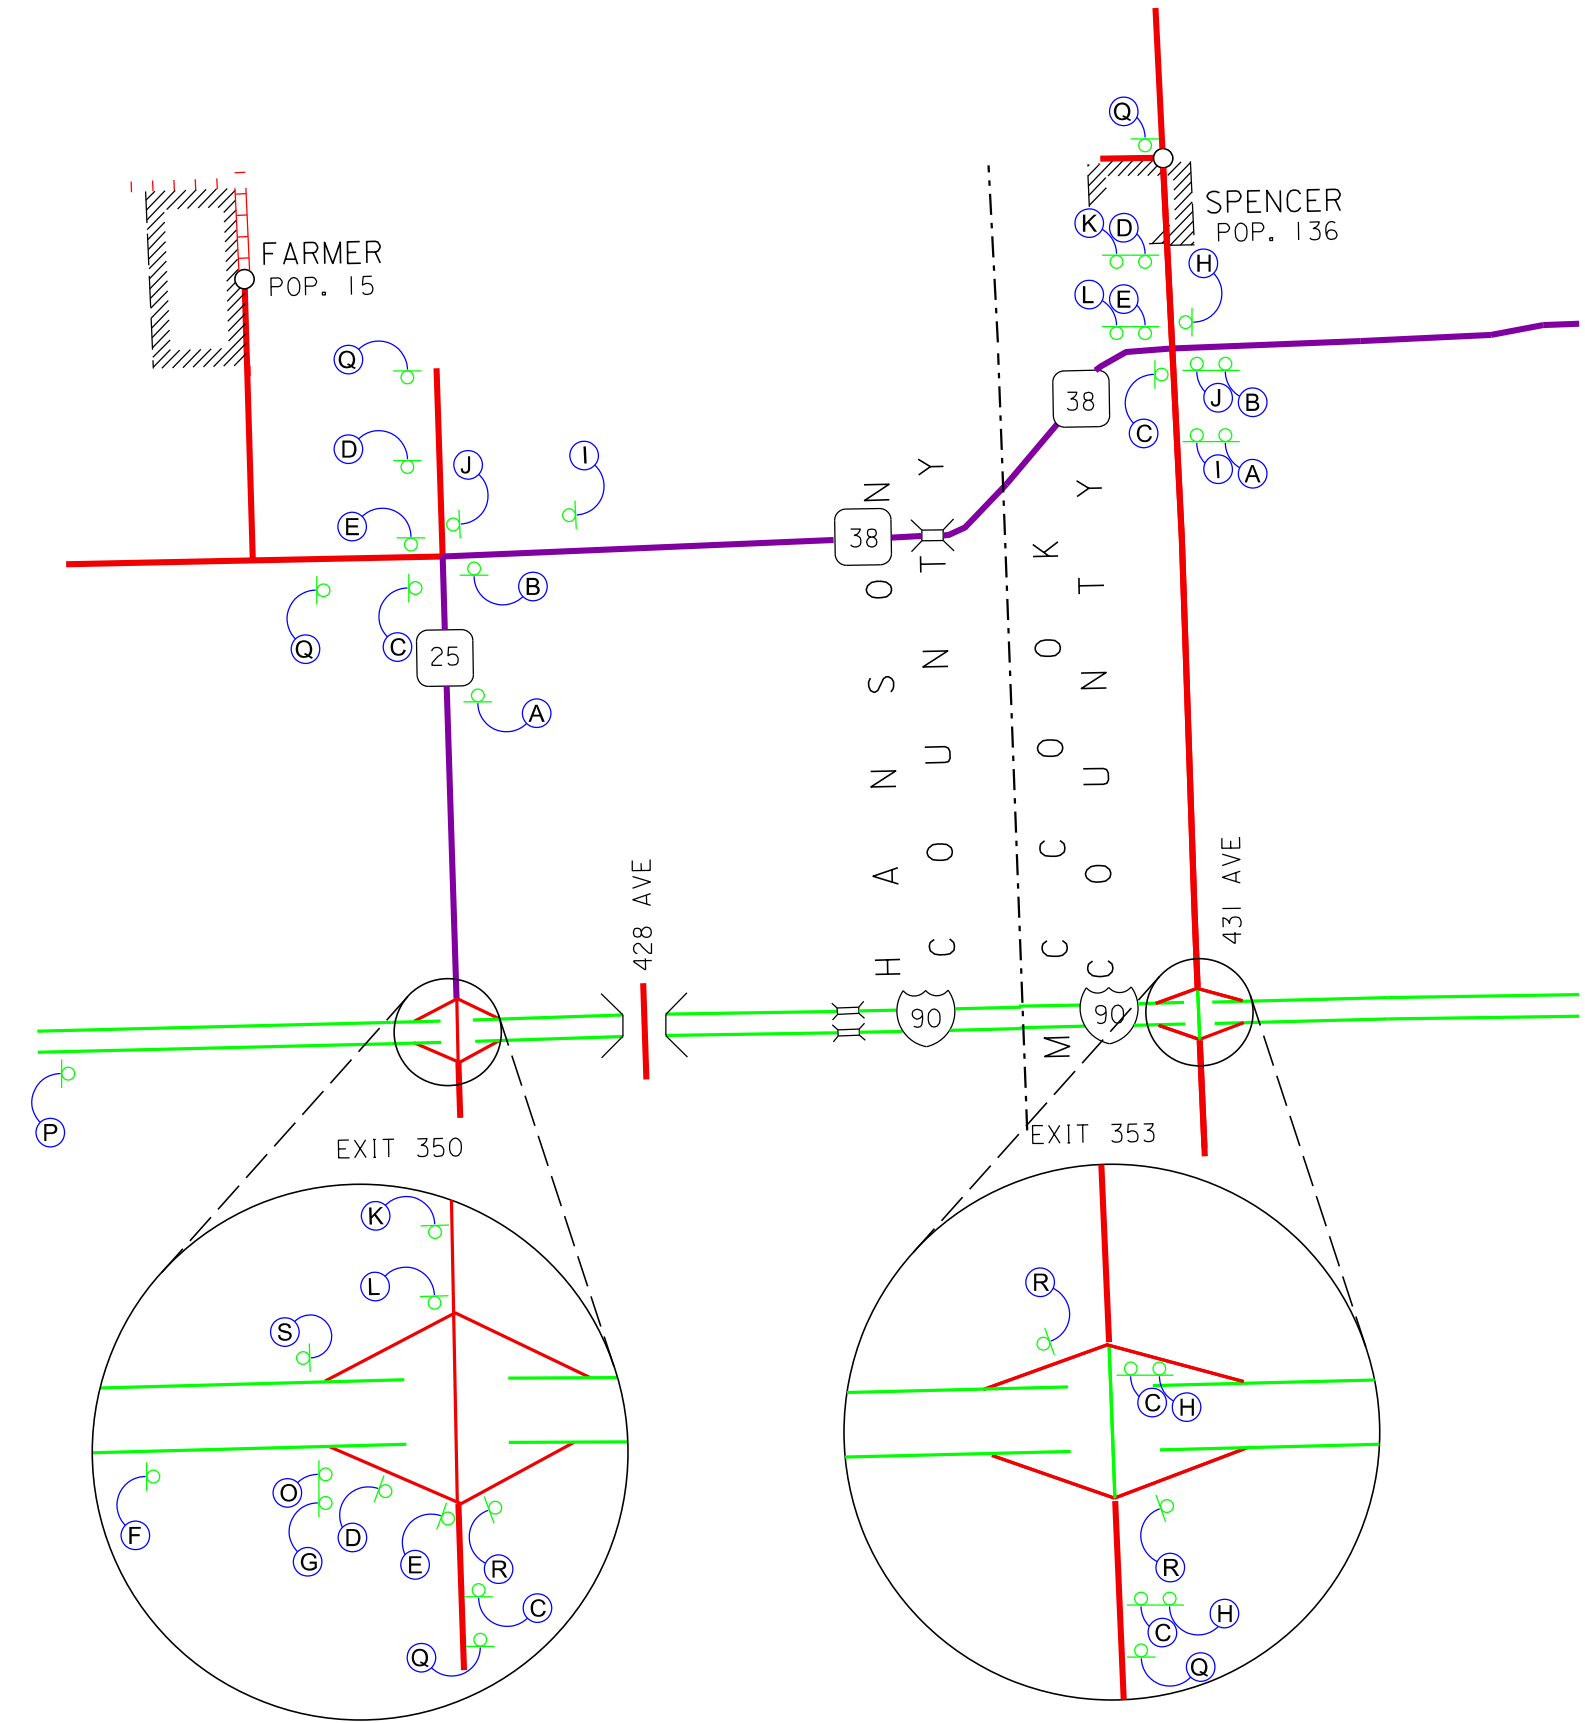 Q
SPENCER
POP. 136
K
D
H
L
E
FARMER
POP. 15
Q
D
J
I
E
38
J
B
C
I
A
38
B
Q
C
25
A
HANSON
COUNTY
MCCOOK
COUNTY
428 AVE
431 AVE
90
90
P
EXIT 350
EXIT 353
K
L
S
O
F
G
D
E
R
C
Q
R
C
H
R
C
H
Q